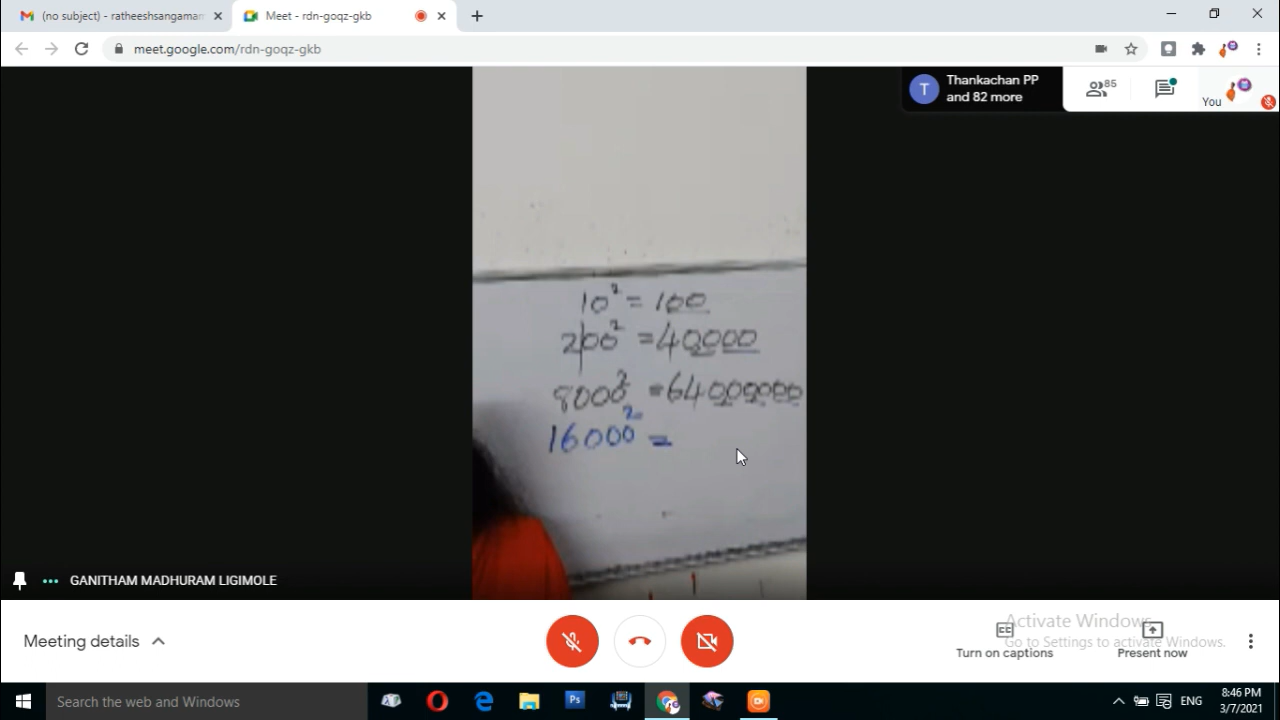 (no subject) - ratheeshsangamam
Meet - rdn-goqz-gkb
meet.google.com/rdn-goqz-gkb
Thankachan PP
and 82 more
85
You
T
10² = 100
200² = 40000
8000² = 64000000
16000² =
GANITHAM MADHURAM LIGIMOLE
Meeting details
Activate Windows
Go to Settings to activate Windows.
CC
Turn on captions
Present now
Search the web and Windows
Ps
ENG
8:46 PM
3/7/2021